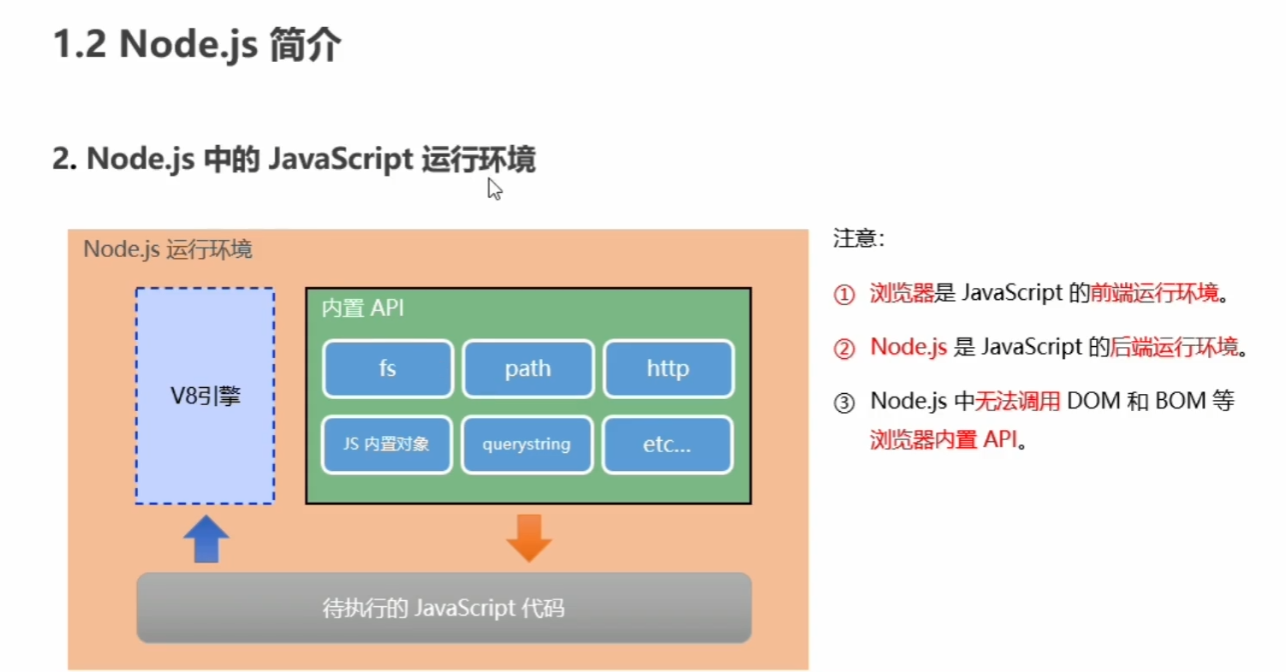 1.2 Node.js 简介
2. Node.js 中的 JavaScript 运行环境
Node.js 运行环境
V8引擎
内置 API
fs
path
http
JS 内置对象
querystring
etc...
待执行的 JavaScript 代码
注意：
① 浏览器是 JavaScript 的前端运行环境。
② Node.js 是 JavaScript 的后端运行环境。
③ Node.js 中无法调用 DOM 和 BOM 等
浏览器内置 API。